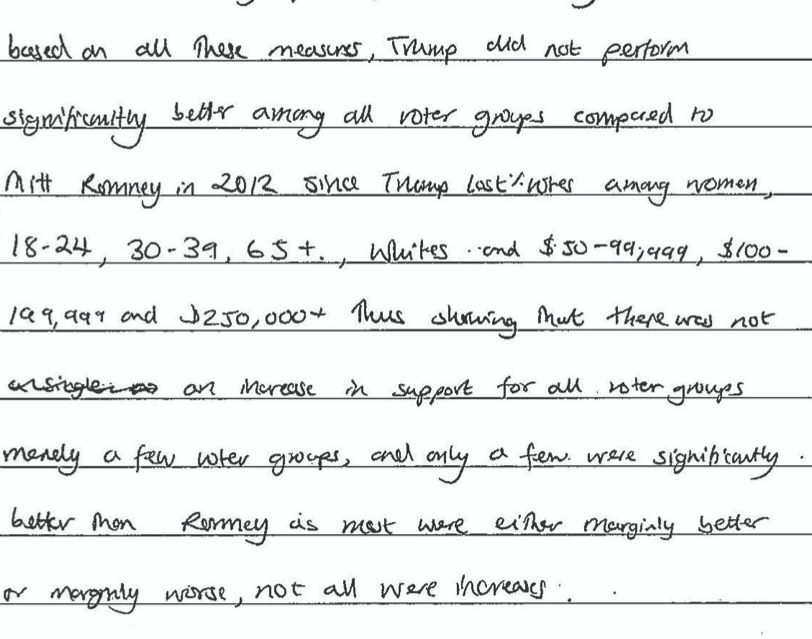 based on all these measures, Trump did not perform
significantly better among all voter groups compared to
Mitt Romney in 2012 since Trump lost % votes among women,
18-24, 30-39, 65+., Whites and $50-99,999, $100-
199,999 and $250,000+ Thus showing that there was not
an increase in support for all voter groups
merely a few voter groups, and only a few were significantly
better than Romney as most were either marginly better
or marginly worse, not all were increases.